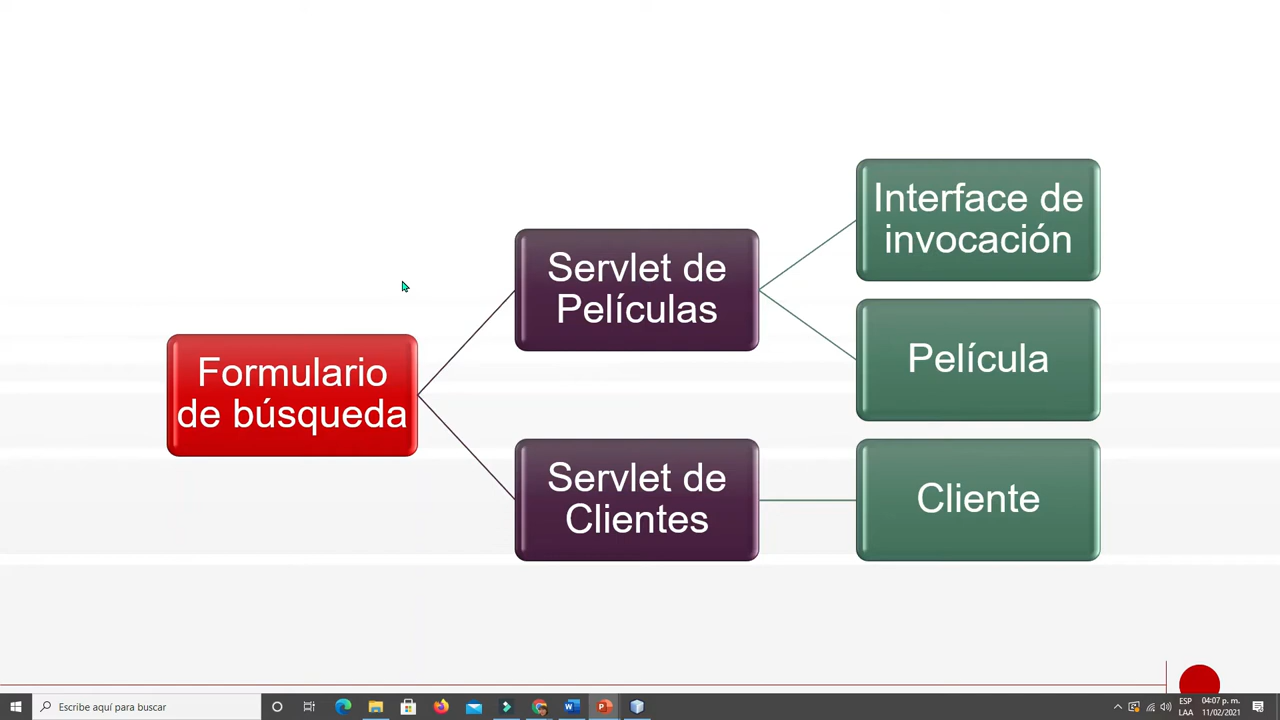 Interface de
invocación
Servlet de
Películas
Película
Formulario
de búsqueda
Servlet de
Clientes
Cliente
Escribe aquí para buscar
ESP
LAA
04:07 p. m.
11/02/2021